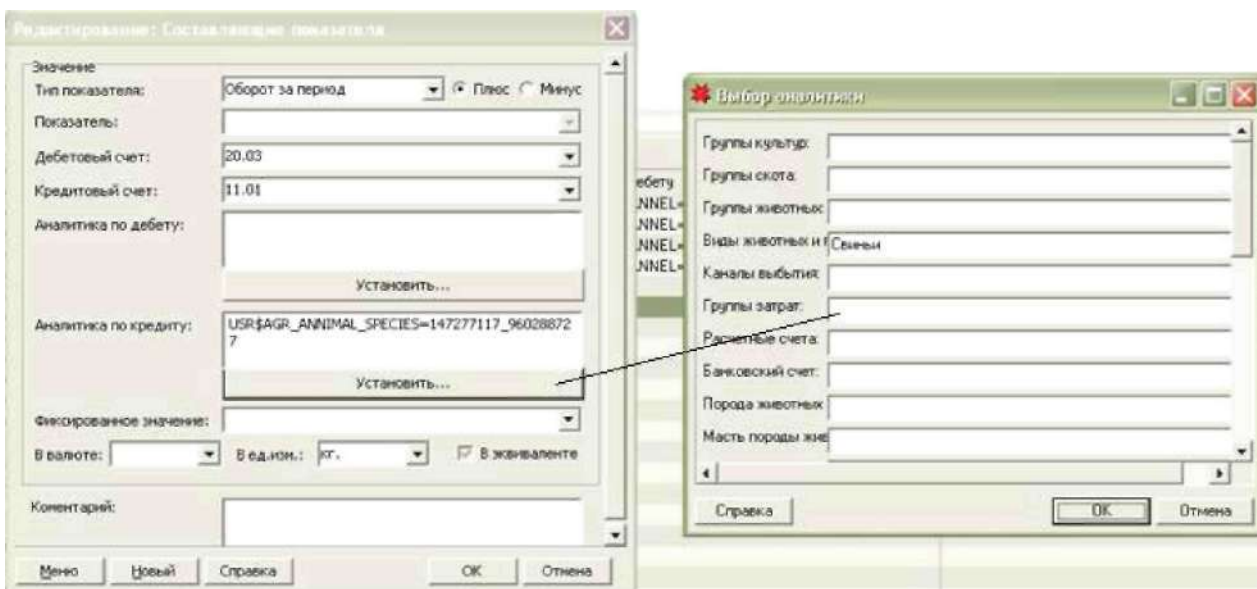 Редактирование: Составляющие показателя
Значение
Тип показателя: Оборот за период Плюс Минус
Показатель:
Дебетовый счет: 20.03
Кредитовый счет: 11.01
Аналитика по дебету:
Установить...
Аналитика по кредиту: USR$AGR_ANNIMAL_SPECIES=147277117_96028872
7
Установить...
Фиксированное значение:
В валюте: В ед.изм.: кг. В эквиваленте
Коментарий:
Меню Новый Справка OK Отмена
ебету
NNEL=
NNEL=
NNEL=
NNEL=
Выбор аналитики
Группы культур:
Группы скота:
Группы животных:
Виды животных и г Свиньи
Каналы выбытия:
Группы затрат:
Расчетные счета:
Банковский счет:
Порода животных
Масть породы жив
Справка OK Отмена